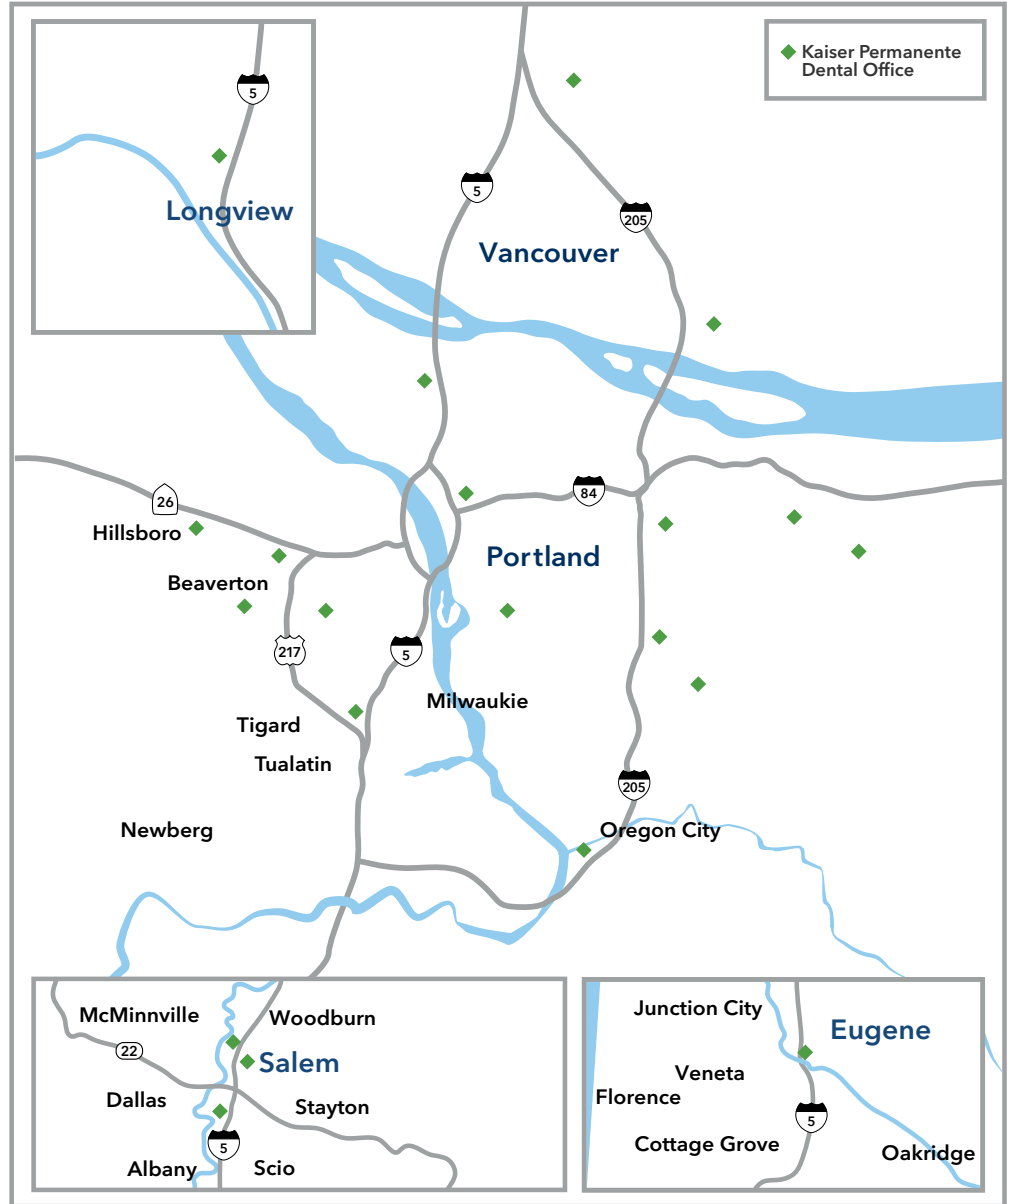 Kaiser Permanente
Dental Office
5
Longview
5
205
Vancouver
26
84
Hillsboro
Portland
Beaverton
217
5
Milwaukie
Tigard
Tualatin
205
Newberg
Oregon City
McMinnville
Woodburn
22
Salem
Dallas
Stayton
5
Albany
Scio
Junction City
Eugene
Veneta
Florence
5
Cottage Grove
Oakridge